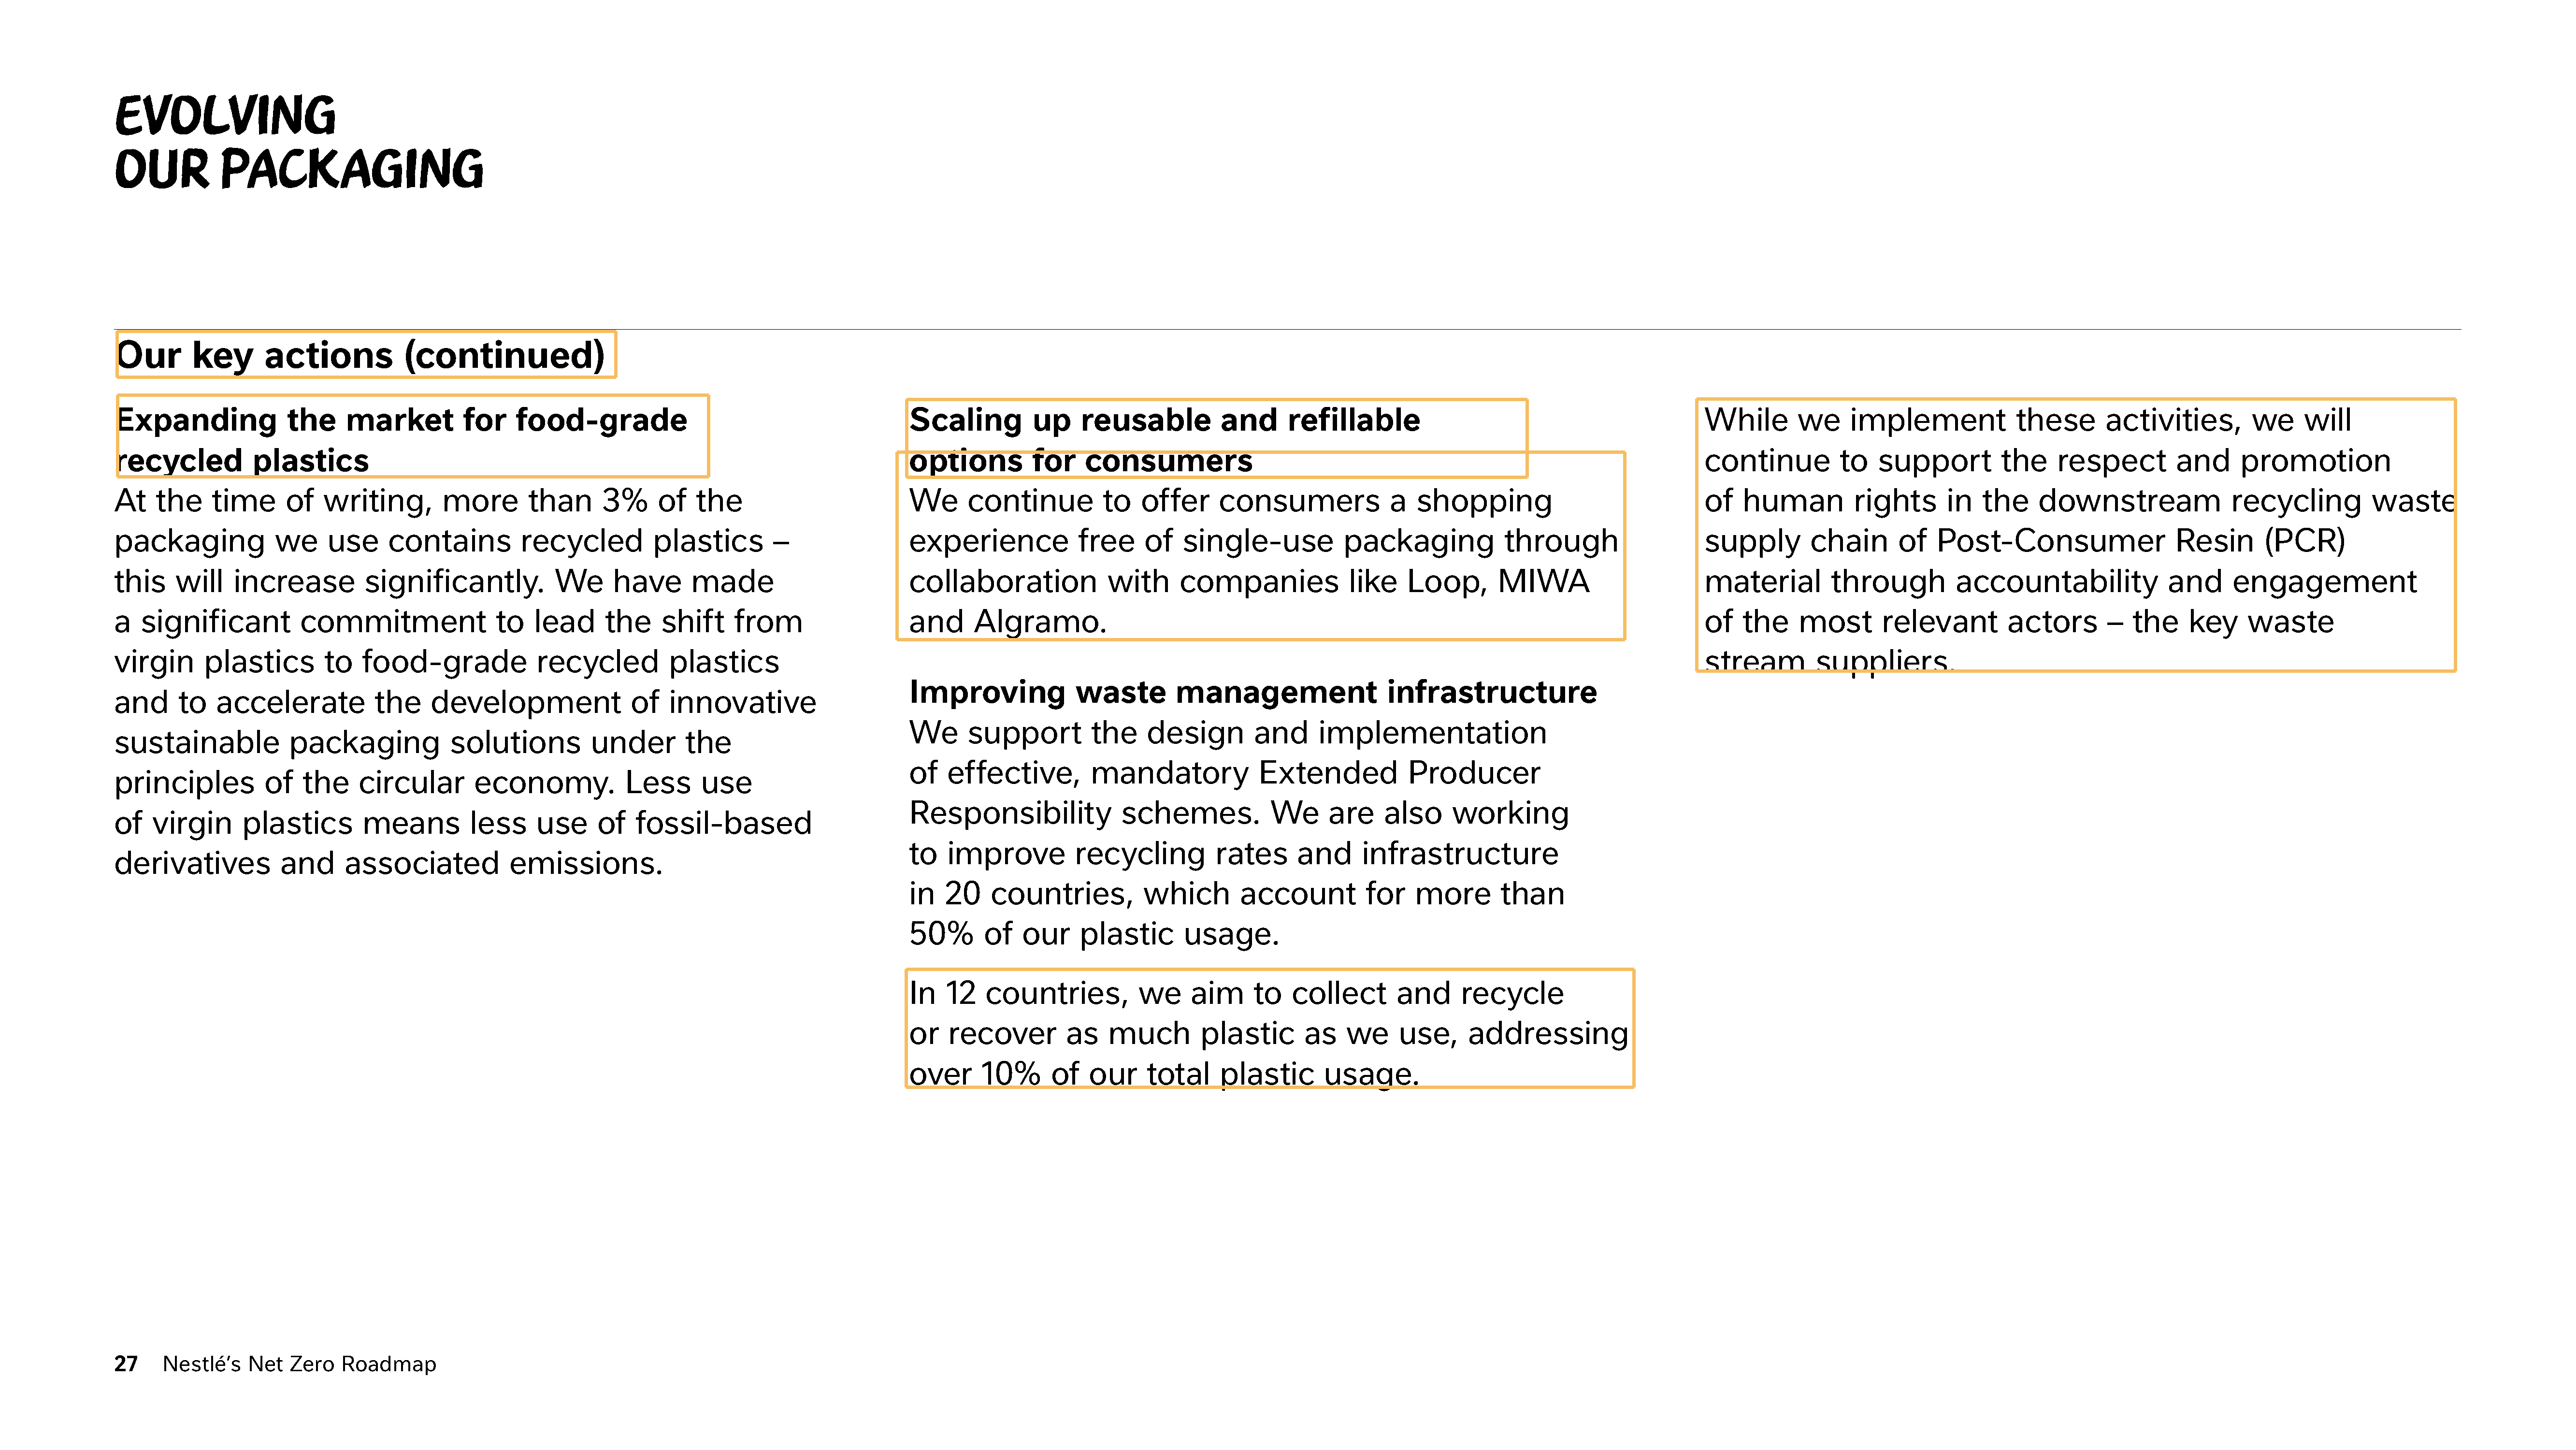 EVOLVING
OUR PACKAGING
Our key actions (continued)
Expanding the market for food-grade
recycled plastics
At the time of writing, more than 3% of the
packaging we use contains recycled plastics –
this will increase significantly. We have made
a significant commitment to lead the shift from
virgin plastics to food-grade recycled plastics
and to accelerate the development of innovative
sustainable packaging solutions under the
principles of the circular economy. Less use
of virgin plastics means less use of fossil-based
derivatives and associated emissions.
Scaling up reusable and refillable
options for consumers
We continue to offer consumers a shopping
experience free of single-use packaging through
collaboration with companies like Loop, MIWA
and Algramo.
Improving waste management infrastructure
We support the design and implementation
of effective, mandatory Extended Producer
Responsibility schemes. We are also working
to improve recycling rates and infrastructure
in 20 countries, which account for more than
50% of our plastic usage.
In 12 countries, we aim to collect and recycle
or recover as much plastic as we use, addressing
over 10% of our total plastic usage.
While we implement these activities, we will
continue to support the respect and promotion
of human rights in the downstream recycling waste
supply chain of Post-Consumer Resin (PCR)
material through accountability and engagement
of the most relevant actors – the key waste
stream suppliers.
27 Nestlé’s Net Zero Roadmap